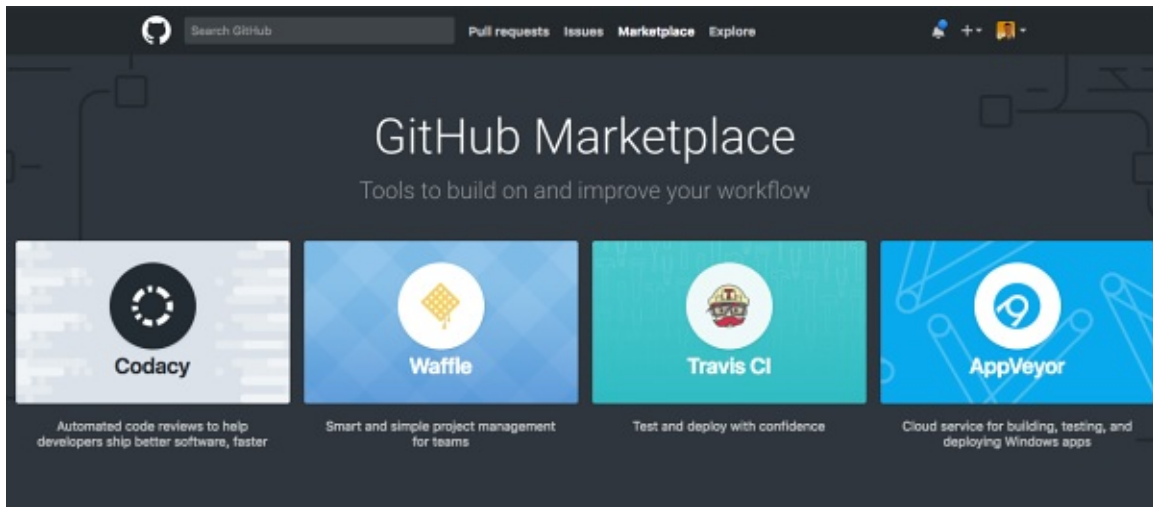 Search GitHub
Pull requests Issues Marketplace Explore
GitHub Marketplace
Tools to build on and improve your workflow
Codacy
Automated code reviews to help
developers ship better software, faster
Waffle
Smart and simple project management
for teams
Travis CI
Test and deploy with confidence
AppVeyor
Cloud service for building, testing, and
deploying Windows apps